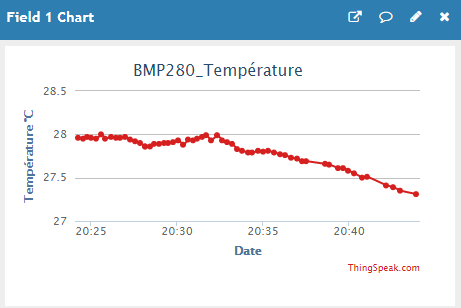 Field 1 Chart
BMP280_Température
28.5
28
27.5
27
Température °C
20:25 20:30 20:35 20:40
Date
ThingSpeak.com